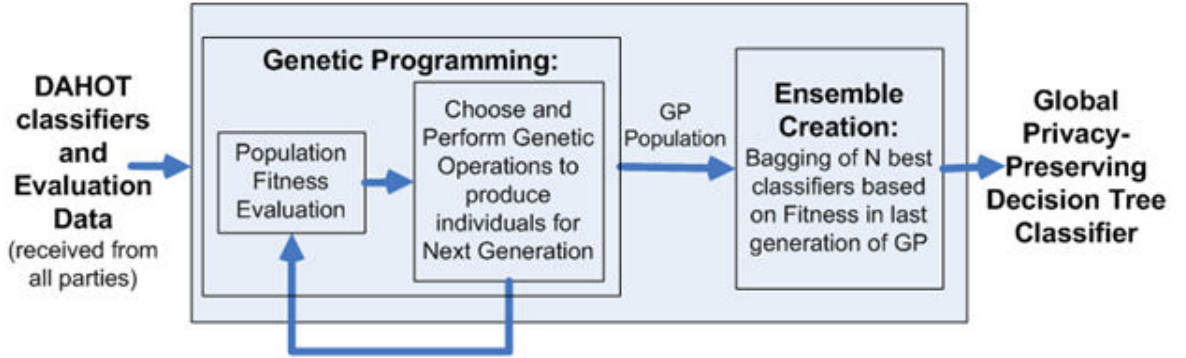 DAHOT
classifiers
and
Evaluation
Data
(received from
all parties)
Genetic Programming:
Population
Fitness
Evaluation
Choose and
Perform Genetic
Operations to
produce
individuals for
Next Generation
GP
Population
Ensemble
Creation:
Bagging of N best
classifiers based
on Fitness in last
generation of GP
Global
Privacy-
Preserving
Decision Tree
Classifier